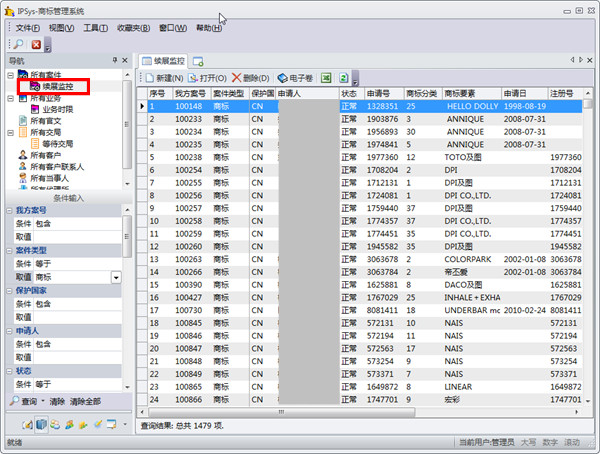 IPSys-商标管理系统
文件(F) 视图(V) 工具(T) 收藏夹(B) 窗口(W) 帮助(H)
导航
所有案件
续展监控
所有业务
业务时限
所有官文
所有交局
等待交局
所有客户
所有客户联系人
所有当事人
所有代理所
条件输入
我方案号
条件 包含
取值
案件类型
条件 等于
取值 商标
保护国家
条件 包含
取值
申请人
条件 包含
取值
状态
条件 等于
查询 清除 清除全部
续展监控
新建(N) 打开(O) 删除(D) 电子卷
序号 我方案号 案件类型 保护国 申请人 状态 申请号 商标分类 商标要素 申请日 注册号
1 100148 商标 CN 正常 1328351 25 HELLO DOLLY 1998-08-19
2 100233 商标 CN 正常 1903876 3 ANNIQUE 2008-07-31
3 100234 商标 CN 正常 1956893 30 ANNIQUE 2008-07-31
4 100235 商标 CN 正常 1974841 5 ANNIQUE 2008-07-31
5 100238 商标 CN 正常 1977360 12 TOTO及图 1977360
6 100254 商标 CN 正常 1708204 2 DPI 1708204
7 100255 商标 CN 正常 1712131 1 DPI及图 1712131
8 100256 商标 CN 正常 1724081 1 DPI CO.,LTD. 1724081
9 100257 商标 CN 正常 1759440 37 DPI及图 1759440
10 100258 商标 CN 正常 1774357 37 DPI CO.,LTD. 1774357
11 100259 商标 CN 正常 1774451 35 DPI CO.,LTD. 1774451
12 100260 商标 CN 正常 1945582 35 DPI及图 1945582
13 100266 商标 CN 正常 3063678 2 COLORPARK 2002-01-08 3063678
14 100266 商标 CN 正常 3063784 2 帝丕爱 2002-01-08 3063784
15 100390 商标 CN 正常 1628861 8 DACO及图 1628861
16 100427 商标 CN 正常 1767029 25 INHALE+EXHA 1767029
17 100730 商标 CN 正常 8081411 18 UNDERBAR mc 2010-02-24 8081411
18 100845 商标 CN 正常 572131 10 NAIS 572131
19 100846 商标 CN 正常 572194 11 NAIS 572194
20 100847 商标 CN 正常 572563 17 NAIS 572563
21 100848 商标 CN 正常 573254 9 NAIS 573254
22 100849 商标 CN 正常 573371 7 NAIS 573371
23 100865 商标 CN 正常 1649872 8 LINEAR 1649872
24 100866 商标 CN 正常 1747701 9 宏彩 1747701
查询结果: 总共 1479 项.
就绪 当前用户:管理员 大写 数字 滚动